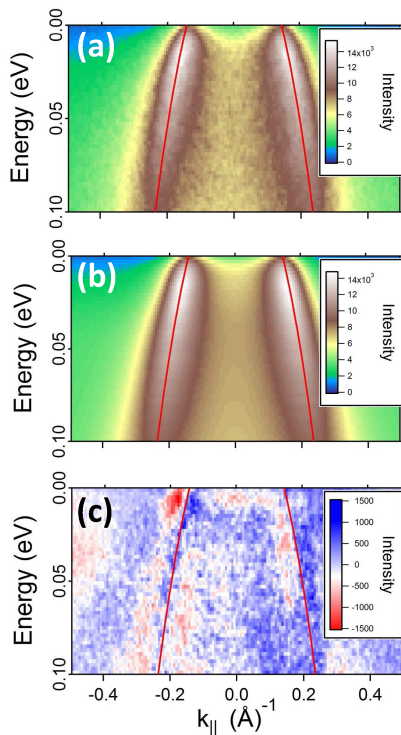 (a)
Energy (eV)
0.00
0.05
0.10
14x10³
12
10
8
6
4
2
0
Intensity
(b)
Energy (eV)
0.00
0.05
0.10
14x10³
12
10
8
6
4
2
0
Intensity
(c)
Energy (eV)
0.00
0.05
0.10
1500
1000
500
0
-500
-1000
-1500
Intensity
-0.4 -0.2 0.0 0.2 0.4
k|| (Å)⁻¹